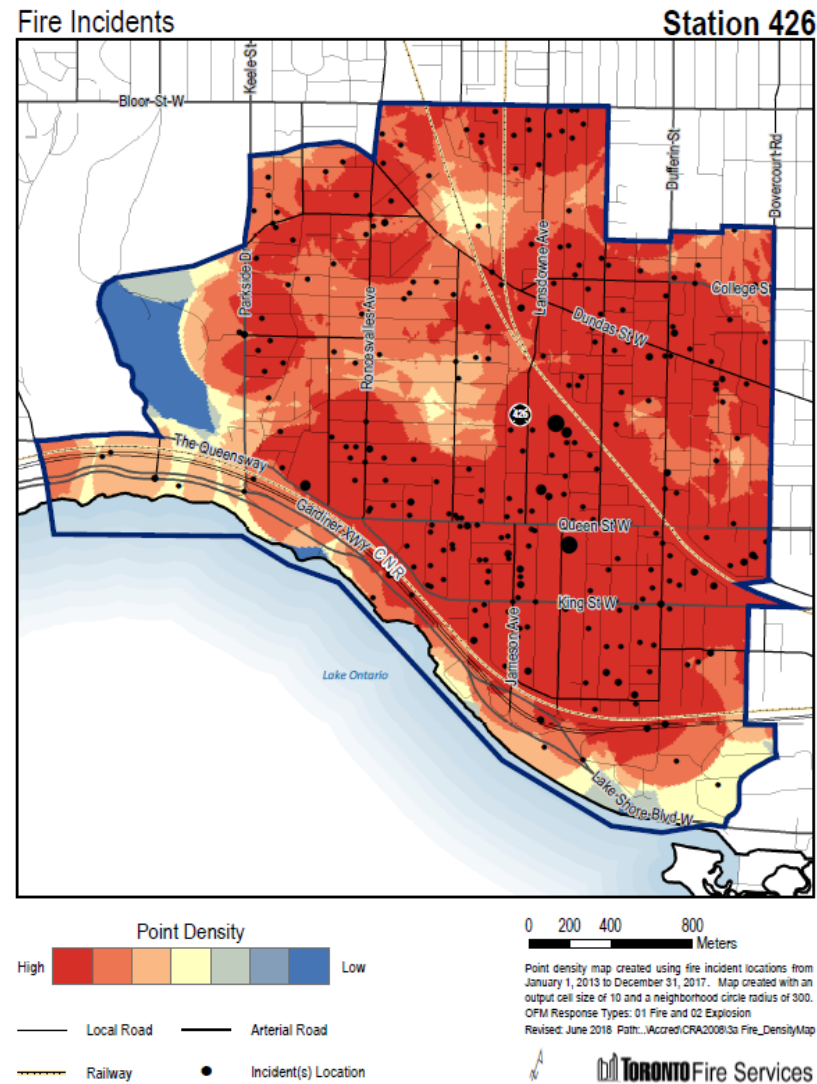 Fire Incidents
Station 426
Keele St
Bloor St W
Dufferin St
Dovercourt Rd
Lansdowne Ave
Parkside Dr
College St
Roncesvalles Ave
Dundas St W
426
The Queensway
Gardiner XWY
C N R
Queen St W
King St W
Jameson Ave
Lake Ontario
Lake Shore Blvd W
Point Density
High
Low
Local Road
Arterial Road
Railway
Incident(s) Location
0 200 400 800
Meters
Point density map created using fire incident locations from
January 1, 2013 to December 31, 2017. Map created with an
output cell size of 10 and a neighborhood circle radius of 300.
OFM Response Types: 01 Fire and 02 Explosion
Revised: June 2018 Path:..\Accred\CRA2008\3a Fire_DensityMap
TORONTO Fire Services